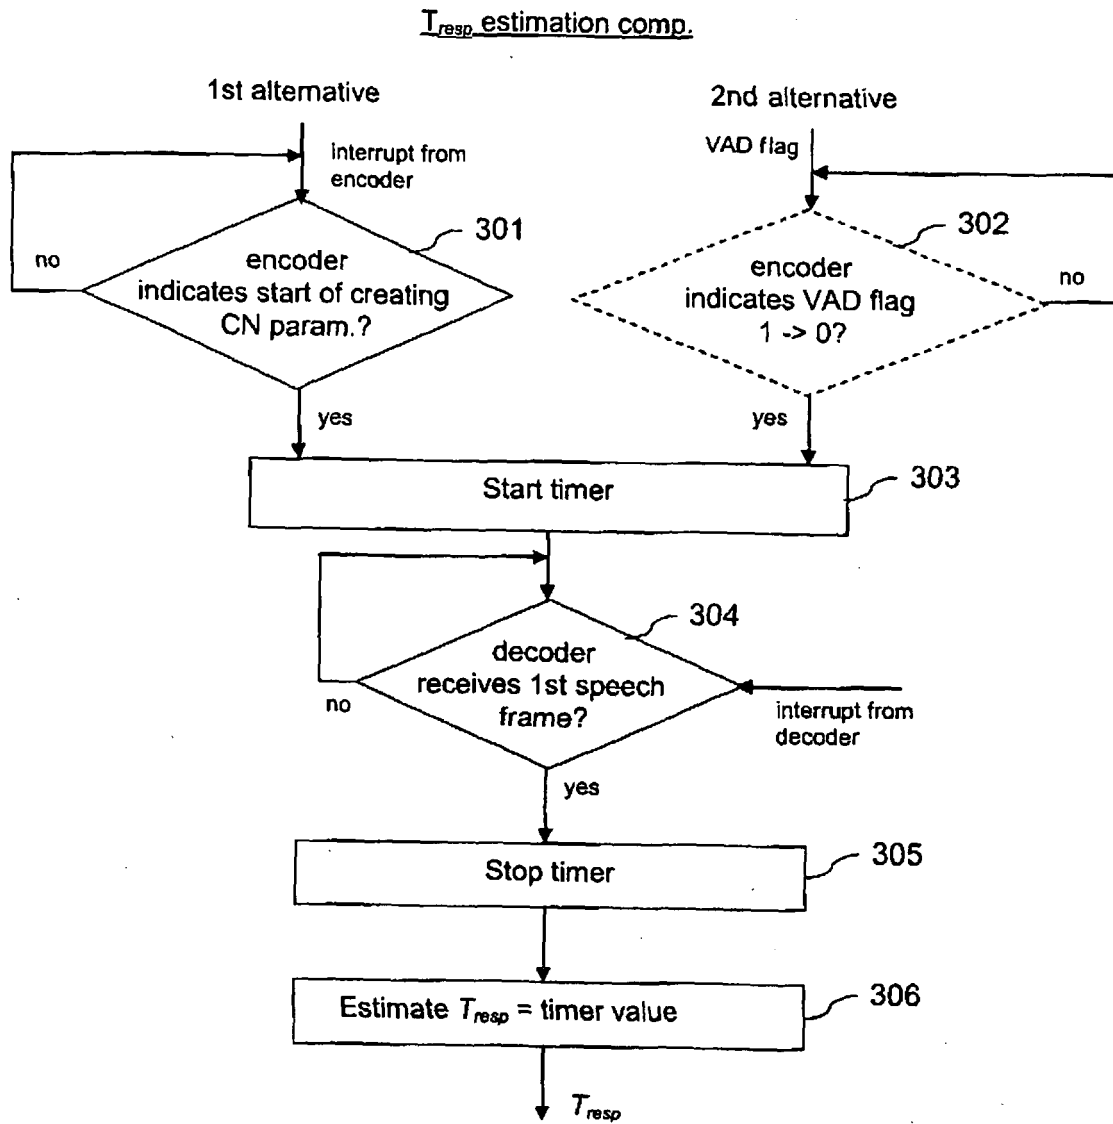 T_resp estimation comp.
1st alternative
2nd alternative
interrupt from
encoder
VAD flag
301
302
no
encoder
indicates start of creating
CN param.?
encoder
indicates VAD flag
1 -> 0?
no
yes
yes
Start timer
303
304
decoder
receives 1st speech
frame?
no
interrupt from
decoder
yes
Stop timer
305
Estimate T_resp = timer value
306
T_resp